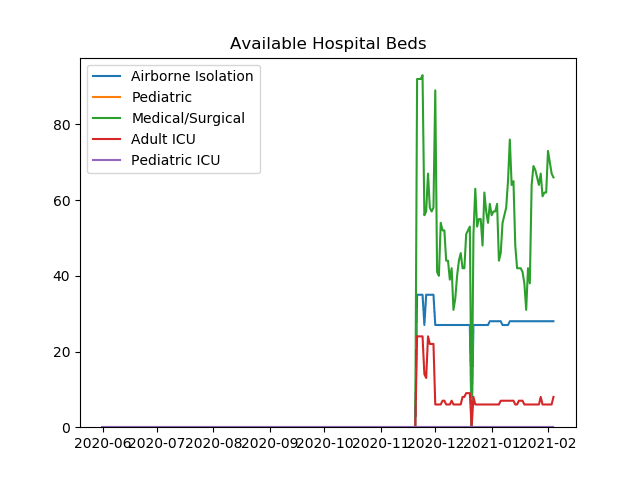 Available Hospital Beds
Airborne Isolation
Pediatric
Medical/Surgical
Adult ICU
Pediatric ICU
80
60
40
20
0
2020-06 2020-07 2020-08 2020-09 2020-10 2020-11 2020-12 2021-01 2021-02